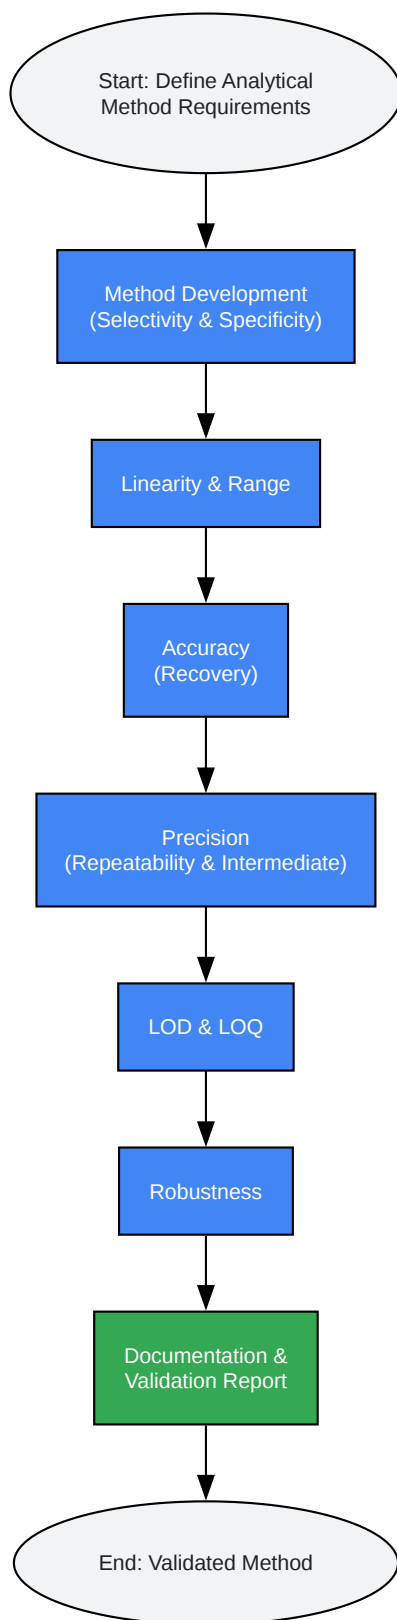 Start: Define Analytical
Method Requirements
Method Development
(Selectivity & Specificity)
Linearity & Range
Accuracy
(Recovery)
Precision
(Repeatability & Intermediate)
LOD & LOQ
Robustness
Documentation &
Validation Report
End: Validated Method